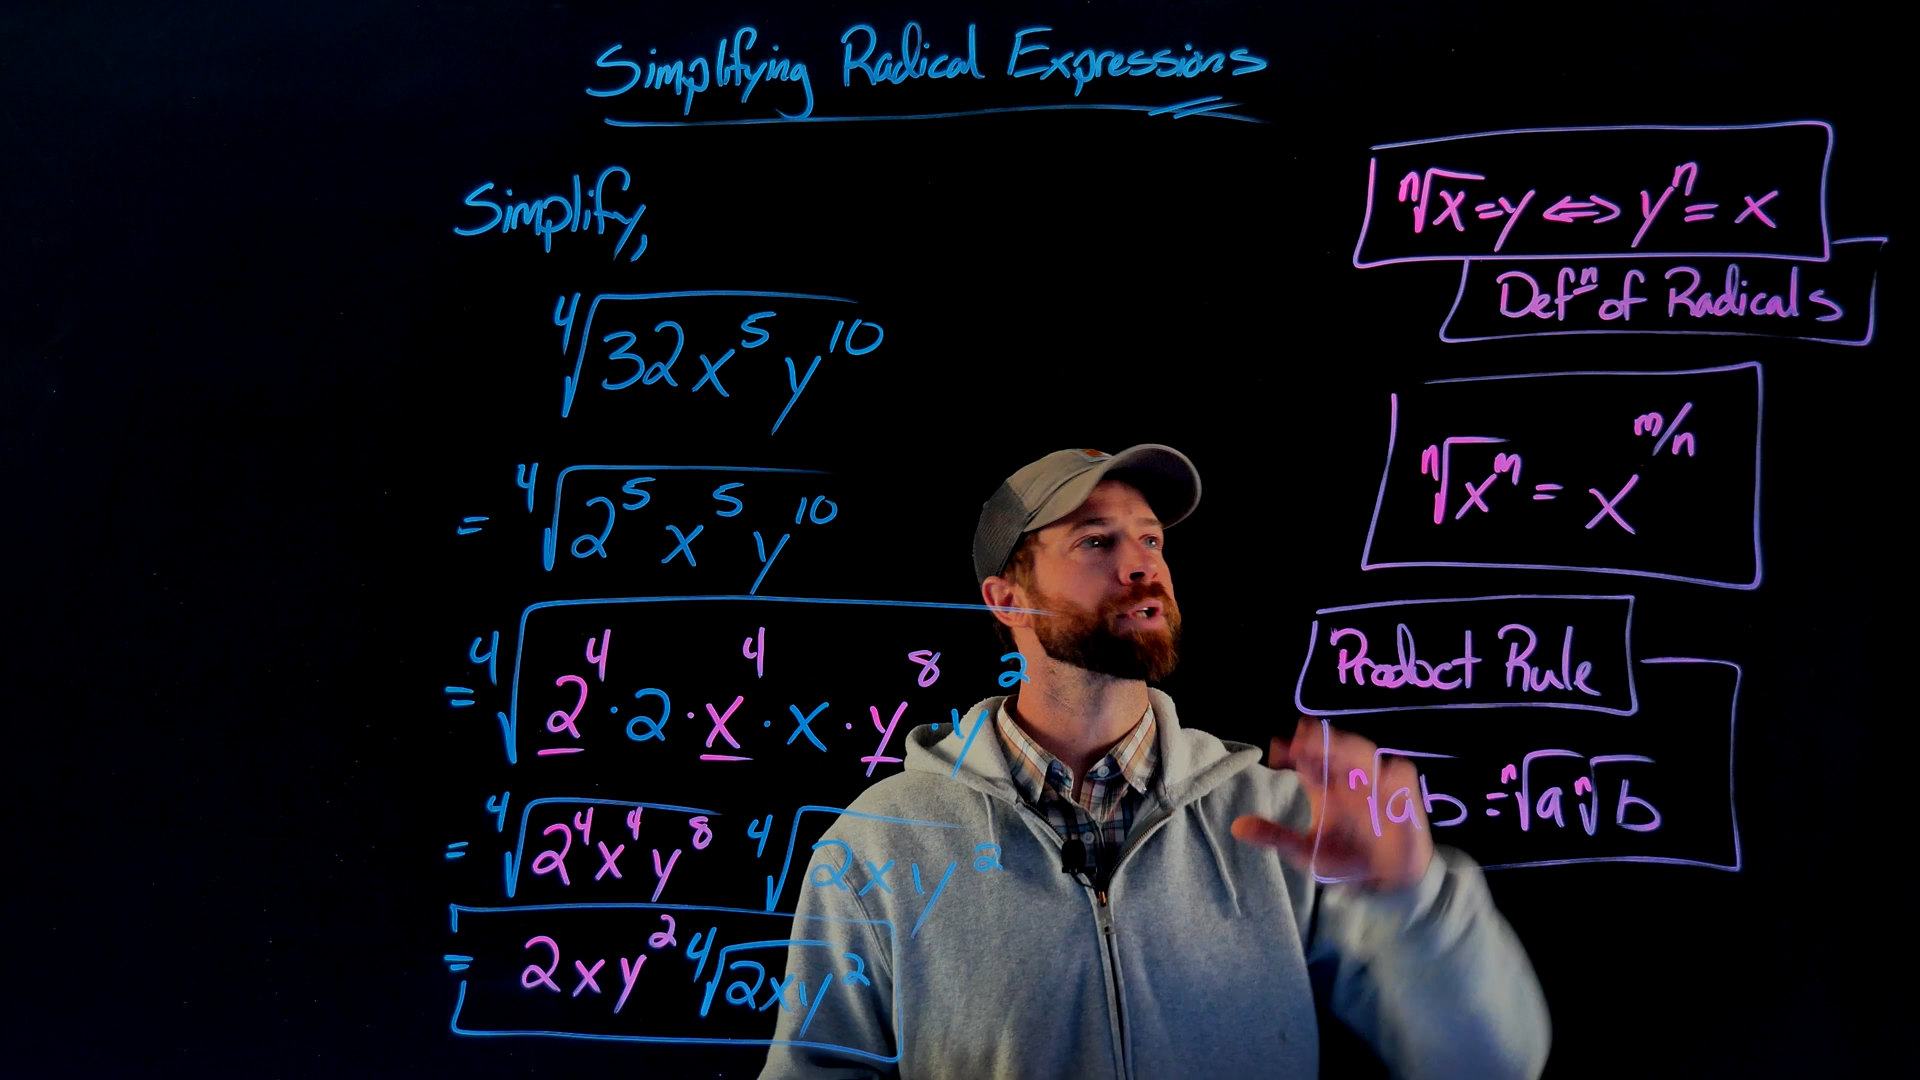 Simplifying Radical Expressions
Simplify,
⁴√(32x⁵y¹⁰)
= ⁴√(2⁵x⁵y¹⁰)
= ⁴√(2⁴·2·x⁴·x·y⁸·y²)
= ⁴√(2⁴x⁴y⁸) ⁴√(2xy²)
= 2xy² ⁴√(2xy²)
ⁿ√x = y ⇔ yⁿ = x
Defⁿ of Radicals
ⁿ√xᵐ = x^(m/n)
Product Rule
ⁿ√(ab) = ⁿ√a ⁿ√b